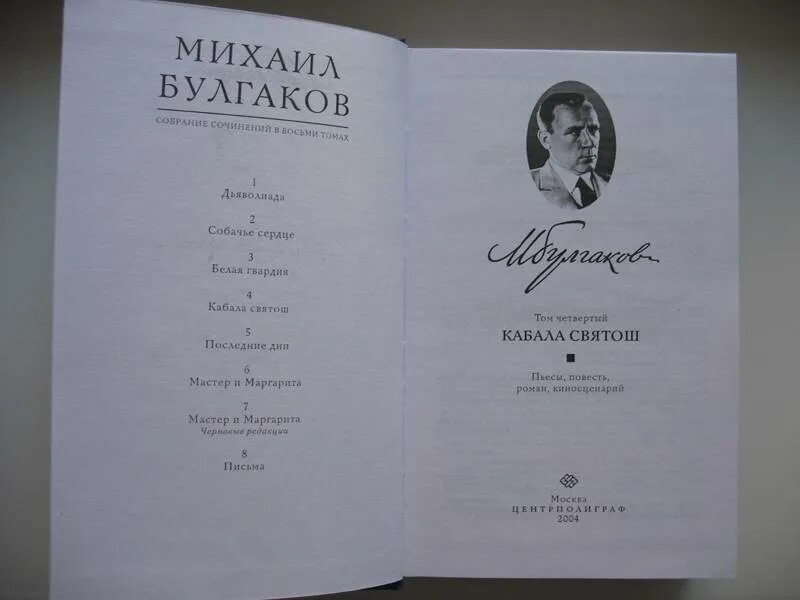 МИХАИЛ
БУЛГАКОВ
СОБРАНИЕ СОЧИНЕНИЙ В ВОСЬМИ ТОМАХ
1
Дьяволиада
2
Собачье сердце
3
Белая гвардия
4
Кабала святош
5
Последние дни
6
Мастер и Маргарита
7
Мастер и Маргарита
Черновые редакции
8
Письма
МБулгаков
Том четвертый
КАБАЛА СВЯТОШ
Пьесы, повесть,
роман, киносценарий
Москва
ЦЕНТРПОЛИГРАФ
2004